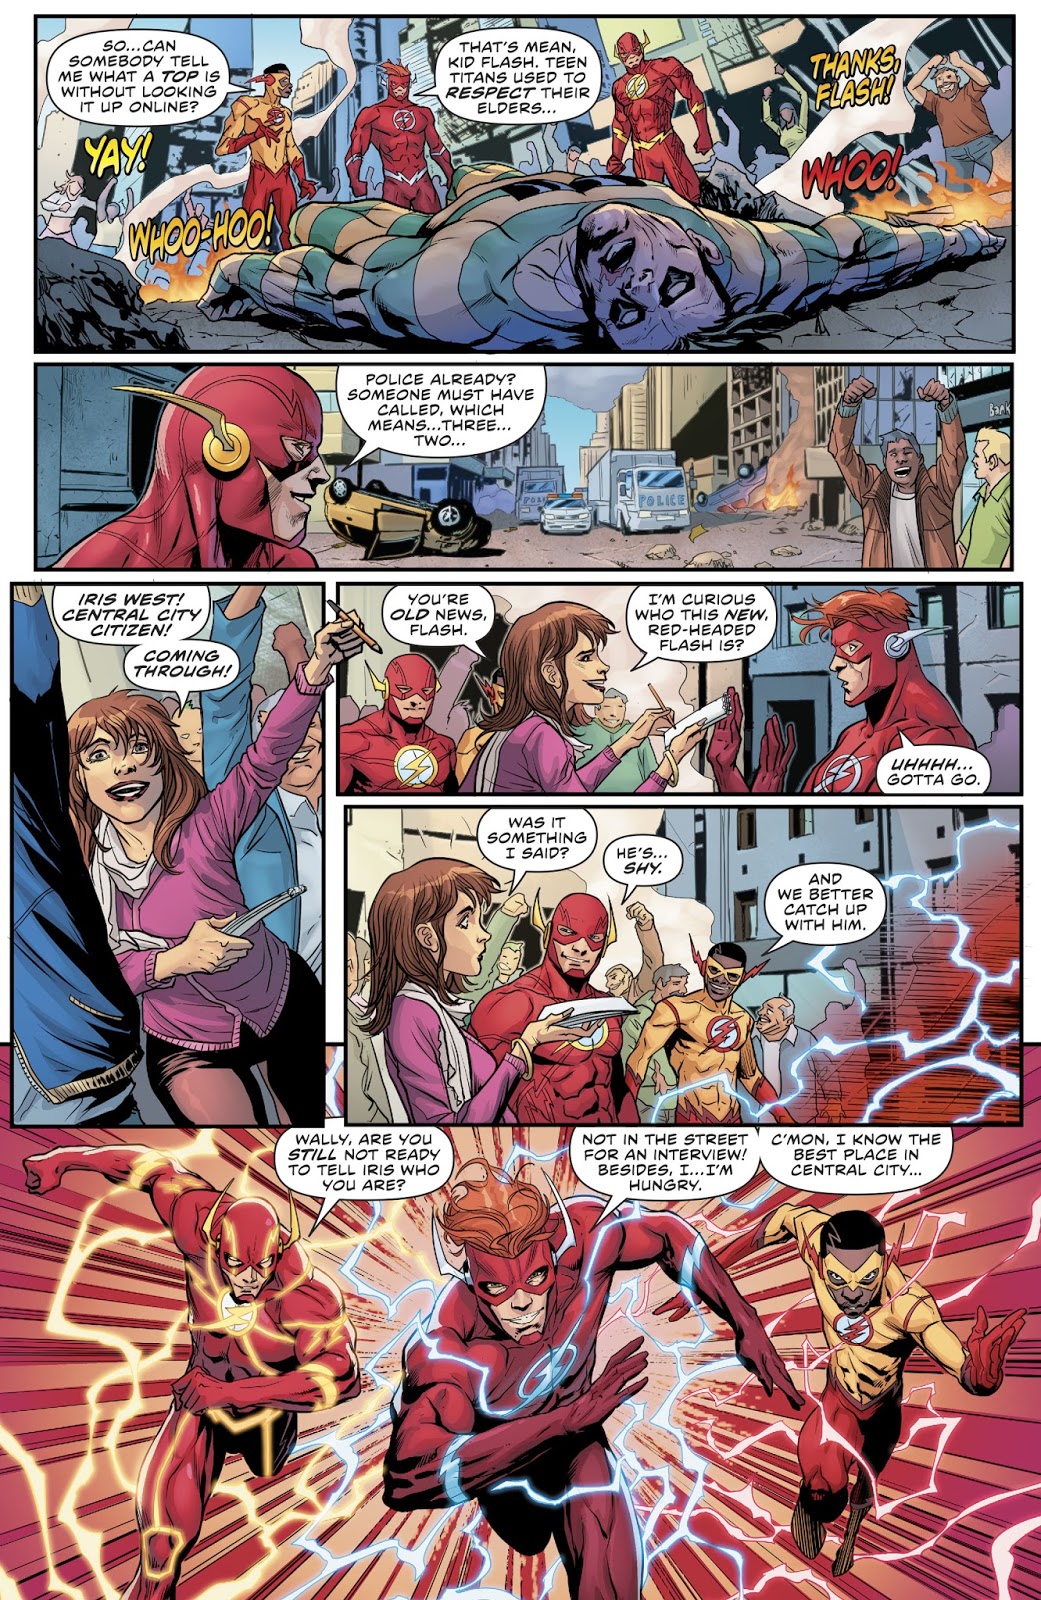 SO...CAN
SOMEBODY TELL
ME WHAT A TOP IS
WITHOUT LOOKING
IT UP ONLINE?
THAT'S MEAN,
KID FLASH. TEEN
TITANS USED TO
RESPECT THEIR
ELDERS...
THANKS,
FLASH!
YAY!
WHOO!
WHOO-HOO!
POLICE ALREADY?
SOMEONE MUST HAVE
CALLED, WHICH
MEANS...THREE...
TWO...
POLICE
POLICE
Bank
IRIS WEST!
CENTRAL CITY
CITIZEN!
COMING
THROUGH!
YOU'RE
OLD NEWS,
FLASH.
I'M CURIOUS
WHO THIS NEW,
RED-HEADED
FLASH IS?
UHHHH...
GOTTA GO.
WAS IT
SOMETHING
I SAID?
HE'S...
SHY.
AND
WE BETTER
CATCH UP
WITH HIM.
WALLY, ARE YOU
STILL NOT READY
TO TELL IRIS WHO
YOU ARE?
NOT IN THE STREET
FOR AN INTERVIEW!
BESIDES, I...I'M
HUNGRY.
C'MON, I KNOW THE
BEST PLACE IN
CENTRAL CITY...